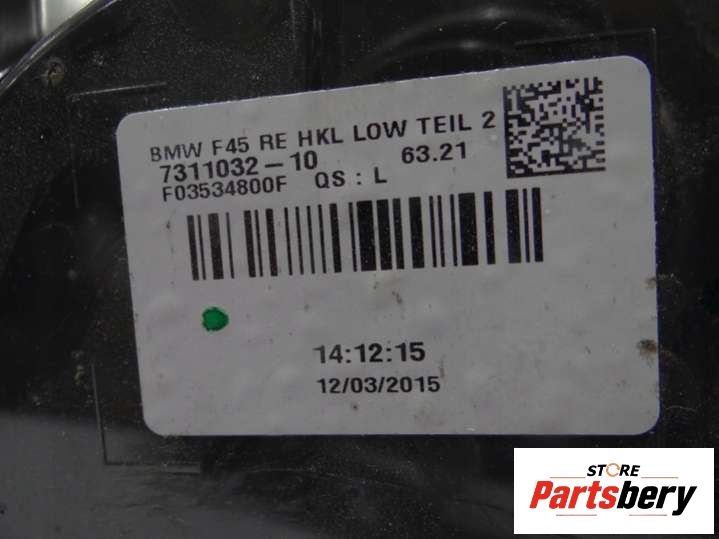 BMW F45 RE HKL LOW TEIL 2
7311032-10 63.21
F03534800F QS : L
14:12:15
12/03/2015
STORE
Partsbery